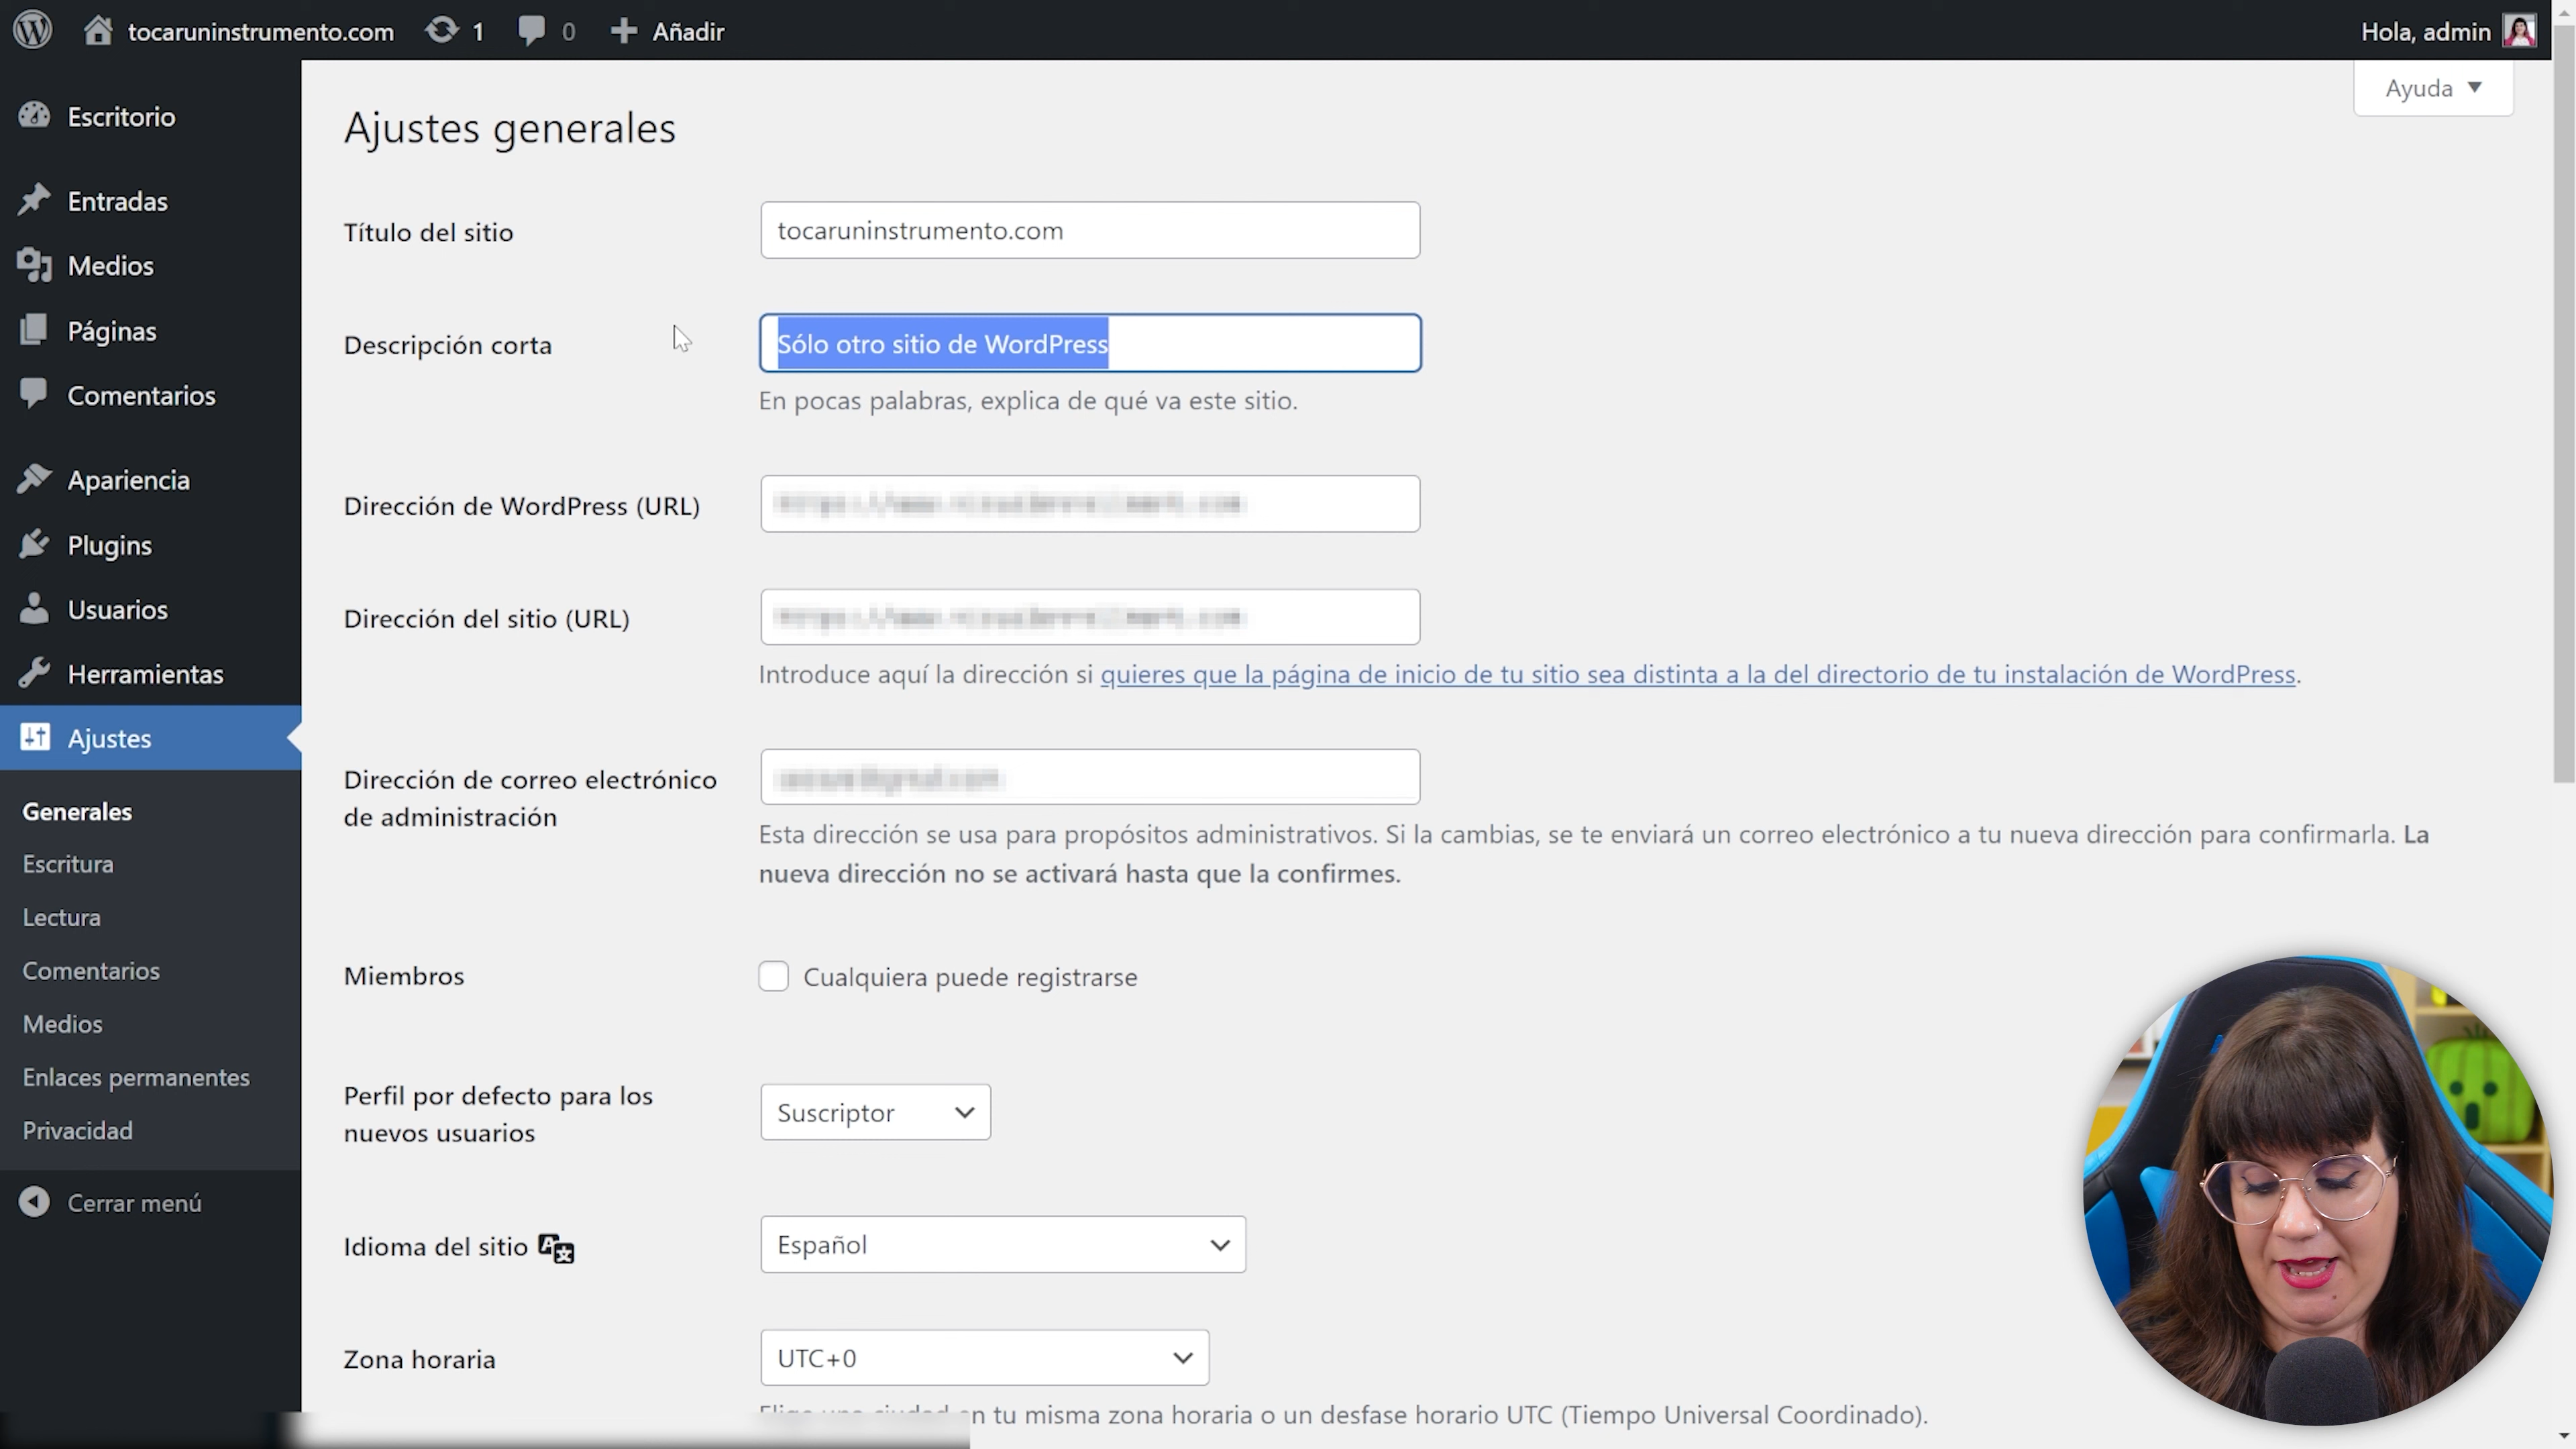 tocaruninstrumento.com 1 0 Añadir Hola, admin
Ayuda
Escritorio
Entradas
Medios
Páginas
Comentarios
Apariencia
Plugins
Usuarios
Herramientas
Ajustes
Generales
Escritura
Lectura
Comentarios
Medios
Enlaces permanentes
Privacidad
Cerrar menú
Ajustes generales
Título del sitio tocaruninstrumento.com
Descripción corta Sólo otro sitio de WordPress
En pocas palabras, explica de qué va este sitio.
Dirección de WordPress (URL)
Dirección del sitio (URL)
Introduce aquí la dirección si quieres que la página de inicio de tu sitio sea distinta a la del directorio de tu instalación de WordPress.
Dirección de correo electrónico
de administración
Esta dirección se usa para propósitos administrativos. Si la cambias, se te enviará un correo electrónico a tu nueva dirección para confirmarla. La
nueva dirección no se activará hasta que la confirmes.
Miembros Cualquiera puede registrarse
Perfil por defecto para los
nuevos usuarios
Suscriptor
Idioma del sitio Español
Zona horaria UTC+0
Elige una ciudad en tu misma zona horaria o un desfase horario UTC (Tiempo Universal Coordinado).